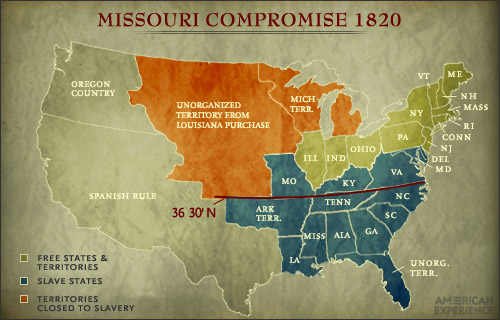 MISSOURI COMPROMISE 1820
OREGON
COUNTRY
UNORGANIZED
TERRITORY FROM
LOUISIANA PURCHASE
MICH
TERR.
VT
ME
NH
MASS
NY
RI
CONN
PA
NJ
DEL
MD
ILL
IND
OHIO
SPANISH RULE
MO
KY
VA
36 30' N
ARK
TERR.
TENN
NC
SC
MISS
ALA
GA
LA
UNORG.
TERR.
FREE STATES &
TERRITORIES
SLAVE STATES
TERRITORIES
CLOSED TO SLAVERY
AMERICAN
EXPERIENCE